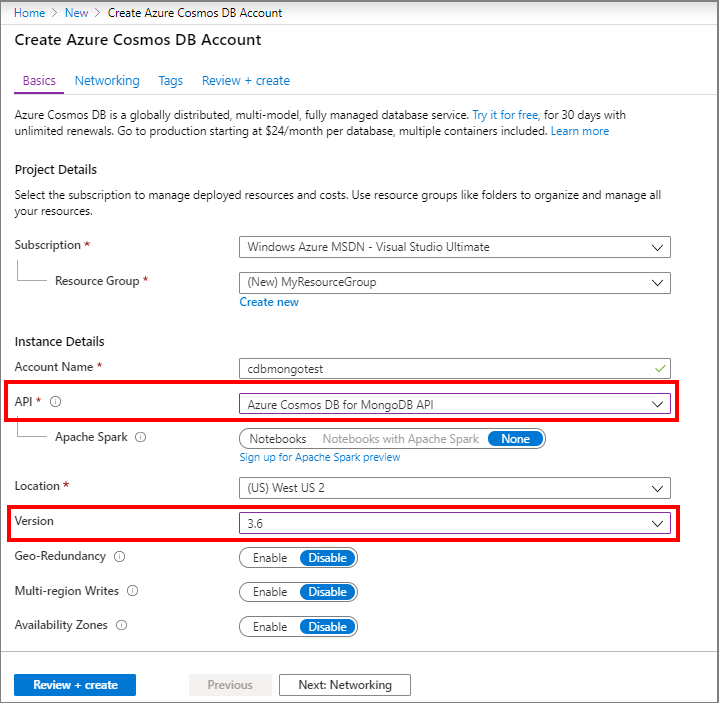 Home > New > Create Azure Cosmos DB Account
Create Azure Cosmos DB Account
Basics Networking Tags Review + create
Azure Cosmos DB is a globally distributed, multi-model, fully managed database service. Try it for free, for 30 days with
unlimited renewals. Go to production starting at $24/month per database, multiple containers included. Learn more
Project Details
Select the subscription to manage deployed resources and costs. Use resource groups like folders to organize and manage all
your resources.
Subscription * Windows Azure MSDN - Visual Studio Ultimate
Resource Group * (New) MyResourceGroup
Create new
Instance Details
Account Name * cdbmongotest
API * Azure Cosmos DB for MongoDB API
Apache Spark Notebooks Notebooks with Apache Spark None
Sign up for Apache Spark preview
Location * (US) West US 2
Version 3.6
Geo-Redundancy Enable Disable
Multi-region Writes Enable Disable
Availability Zones Enable Disable
Review + create Previous Next: Networking